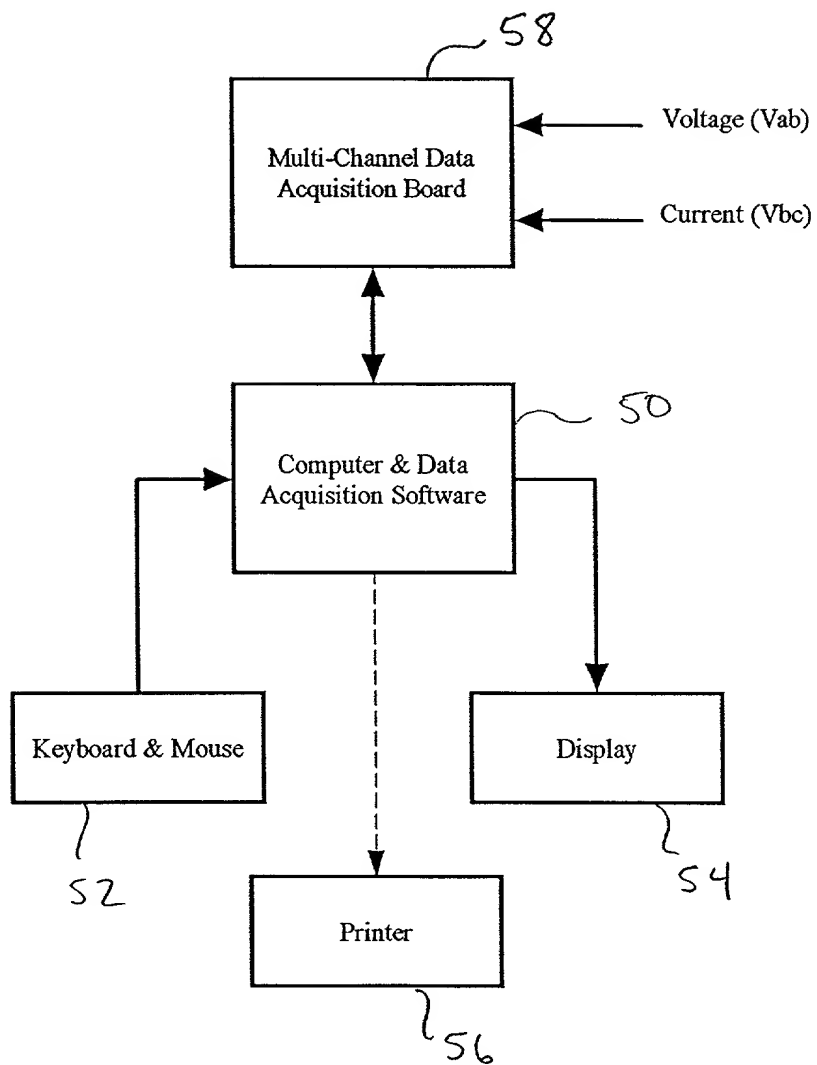 58
Multi-Channel Data
Acquisition Board
Voltage (Vab)
Current (Vbc)
50
Computer & Data
Acquisition Software
Keyboard & Mouse
52
Display
54
Printer
56